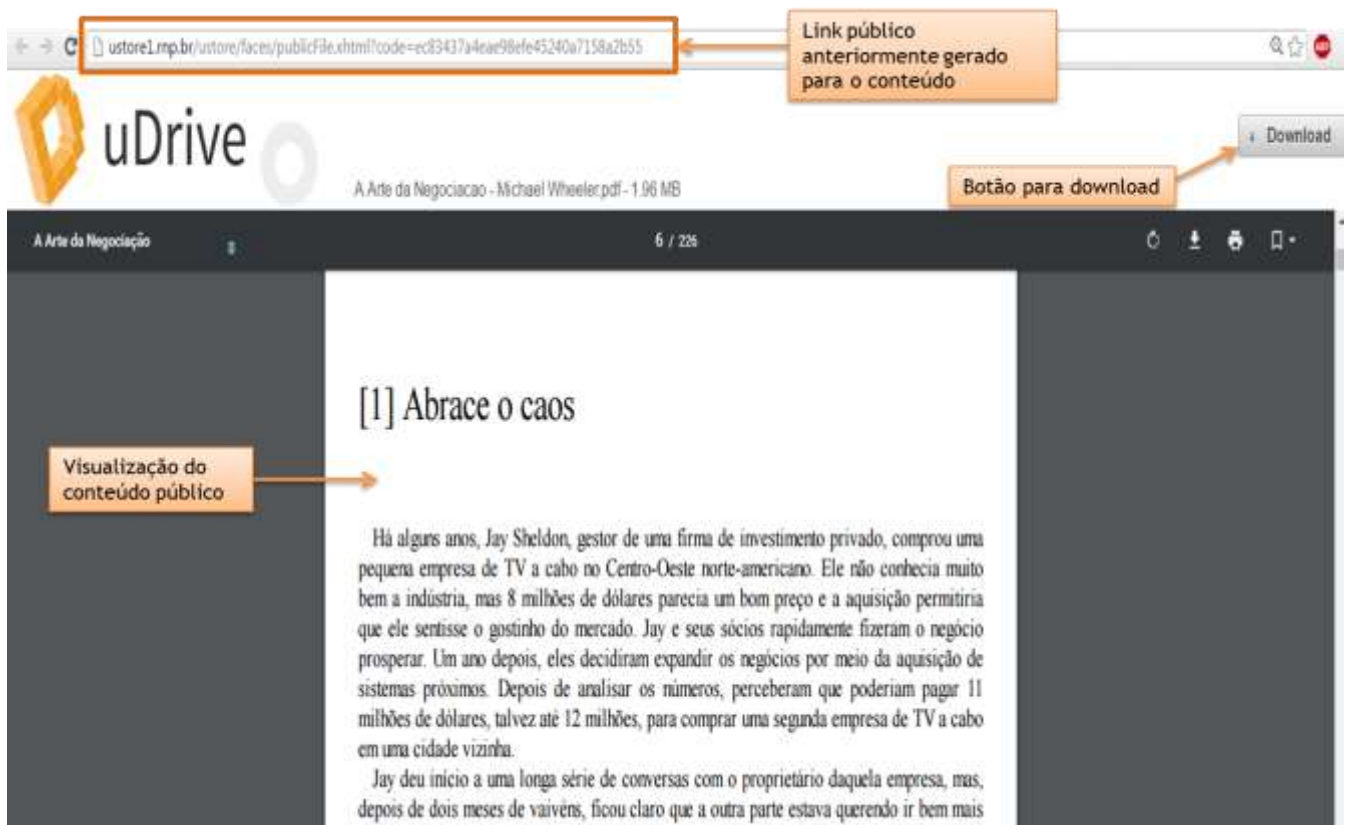 Link público
anteriormente gerado
para o conteúdo
ustore1.rnp.br/ustore/faces/publicFile.xhtml?code=ec83437a4eae98efe45240a7158a2b55
uDrive
Download
A Arte da Negociacao - Michael Wheeler.pdf - 1.96 MB
Botão para download
A Arte da Negociação
6 / 226
[1] Abrace o caos
Visualização do
conteúdo público
Há alguns anos, Jay Sheldon, gestor de uma firma de investimento privado, comprou uma
pequena empresa de TV a cabo no Centro-Oeste norte-americano. Ele não conhecia muito
bem a indústria, mas 8 milhões de dólares parecia um bom preço e a aquisição permitiria
que ele sentisse o gostinho do mercado. Jay e seus sócios rapidamente fizeram o negócio
prosperar. Um ano depois, eles decidiram expandir os negócios por meio da aquisição de
sistemas próximos. Depois de analisar os números, perceberam que poderiam pagar 11
milhões de dólares, talvez até 12 milhões, para comprar uma segunda empresa de TV a cabo
em uma cidade vizinha.
Jay deu início a uma longa série de conversas com o proprietário daquela empresa, mas,
depois de dois meses de vaivéns, ficou claro que a outra parte estava querendo ir bem mais